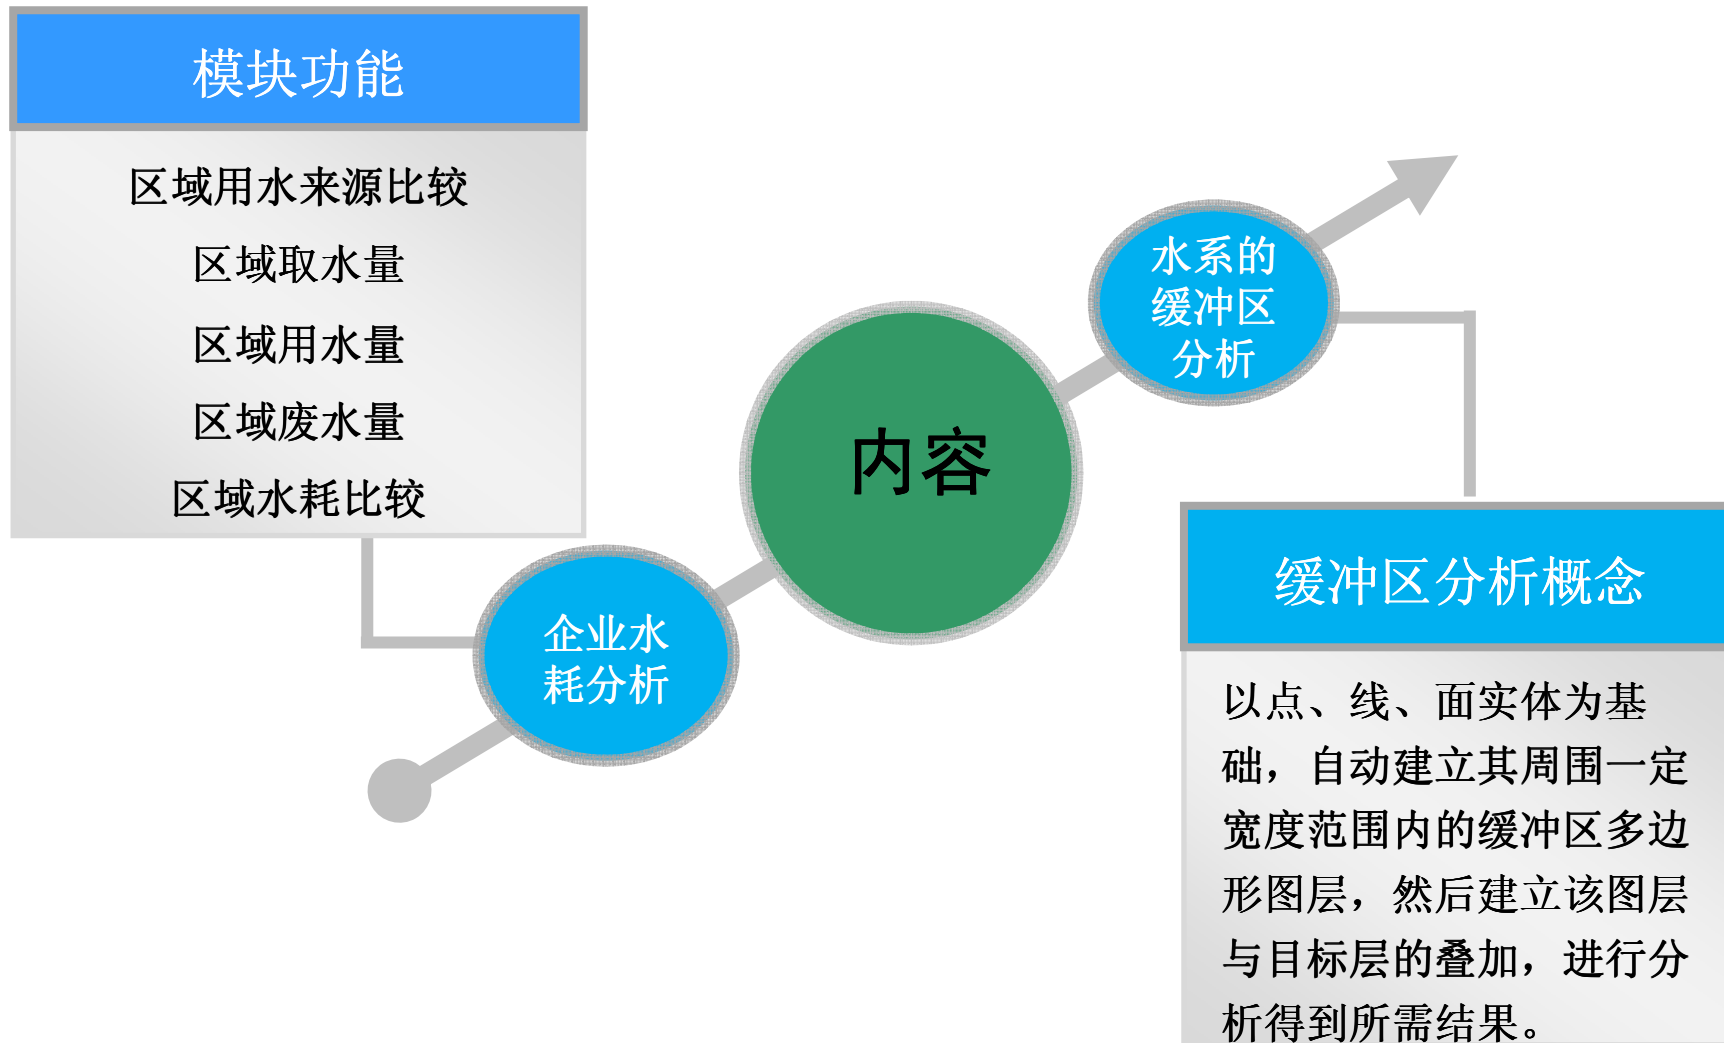 模块功能
区域用水来源比较
区域取水量
区域用水量
区域废水量
区域水耗比较
企业水
耗分析
内容
水系的
缓冲区
分析
缓冲区分析概念
以点、线、面实体为基
础，自动建立其周围一定
宽度范围内的缓冲区多边
形图层，然后建立该图层
与目标层的叠加，进行分
析得到所需结果。